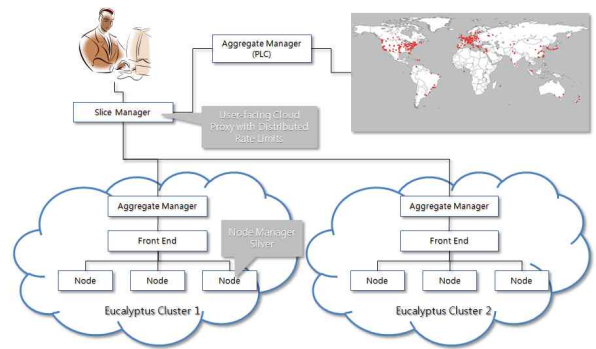 Aggregate Manager
(PLC)
Slice Manager
User-facing Cloud
Proxy with Distributed
Rate Limits
Aggregate Manager
Front End
Node Manager
Sliver
Node
Node
Node
Eucalyptus Cluster 1
Aggregate Manager
Front End
Node
Node
Node
Eucalyptus Cluster 2